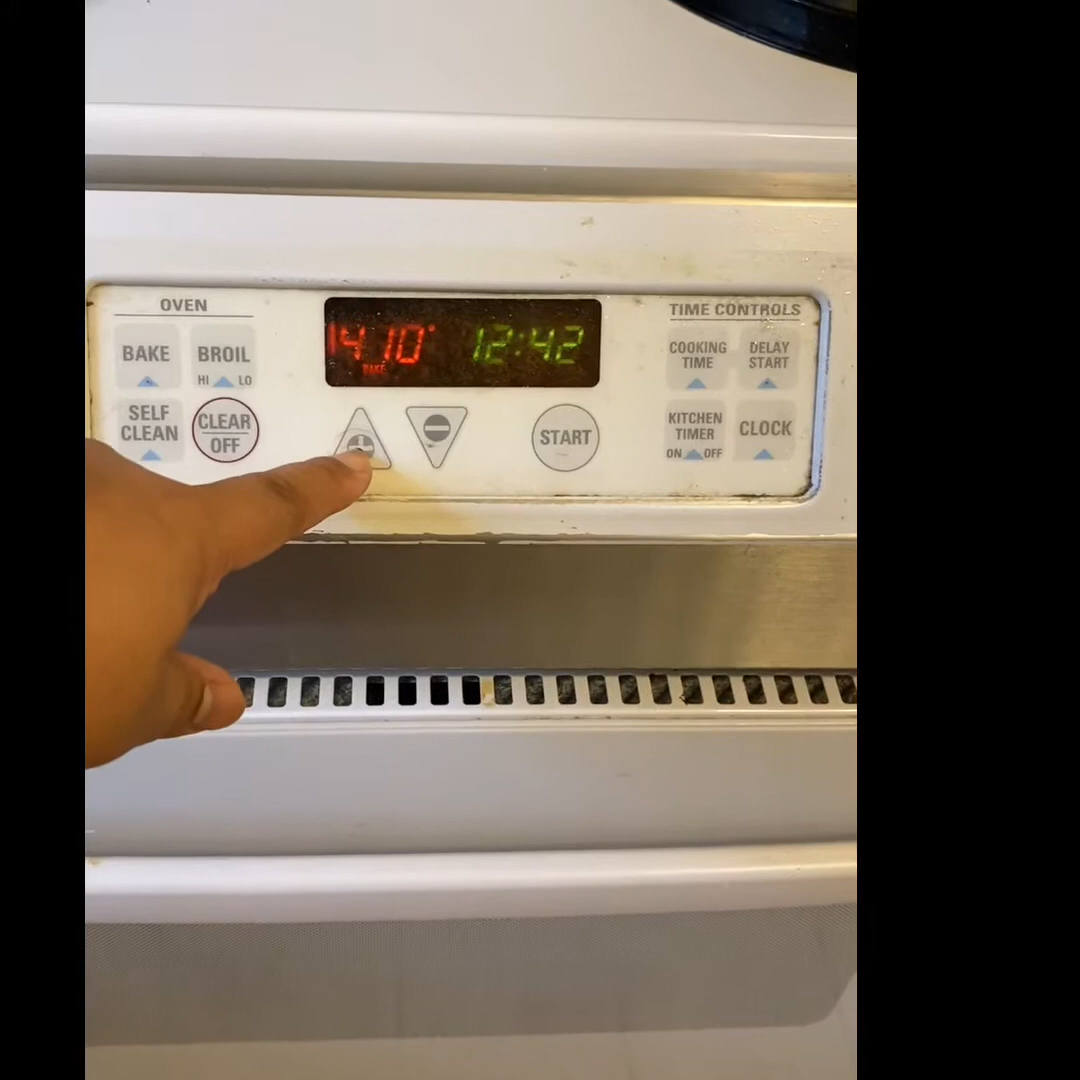 OVEN
BAKE
BROIL
HI LO
SELF
CLEAN
CLEAR
OFF
410°
BAKE
12:42
START
TIME CONTROLS
COOKING
TIME
DELAY
START
KITCHEN
TIMER
ON OFF
CLOCK